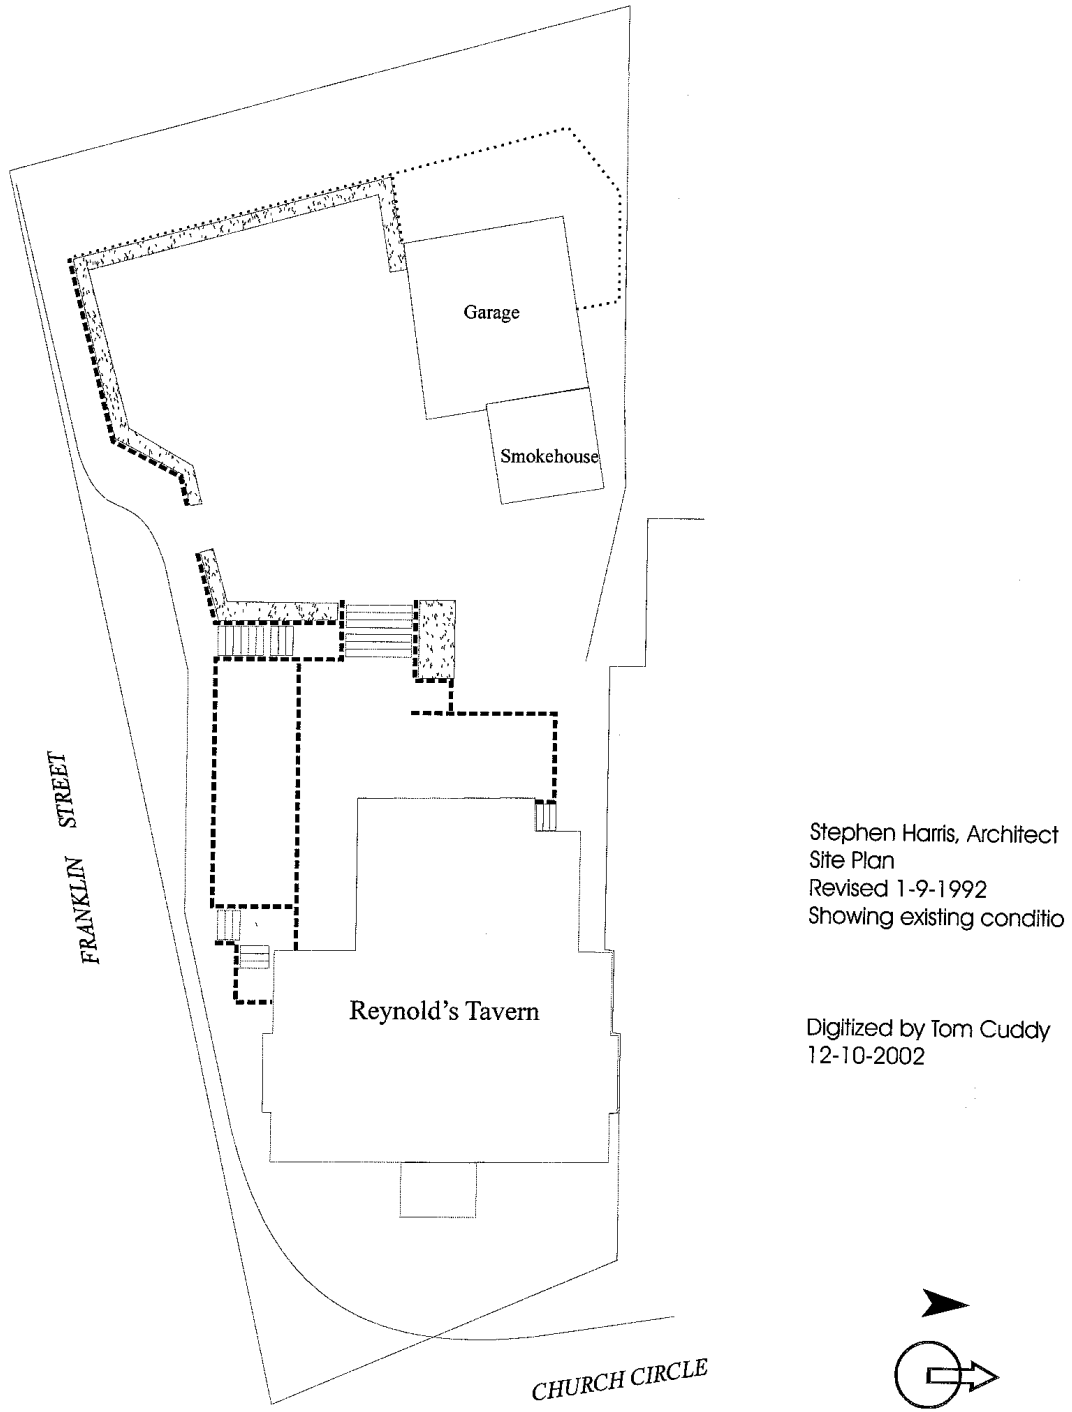 Garage
Smokehouse
FRANKLIN STREET
Stephen Harris, Architect
Site Plan
Revised 1-9-1992
Showing existing conditio
Reynold's Tavern
Digitized by Tom Cuddy
12-10-2002
CHURCH CIRCLE